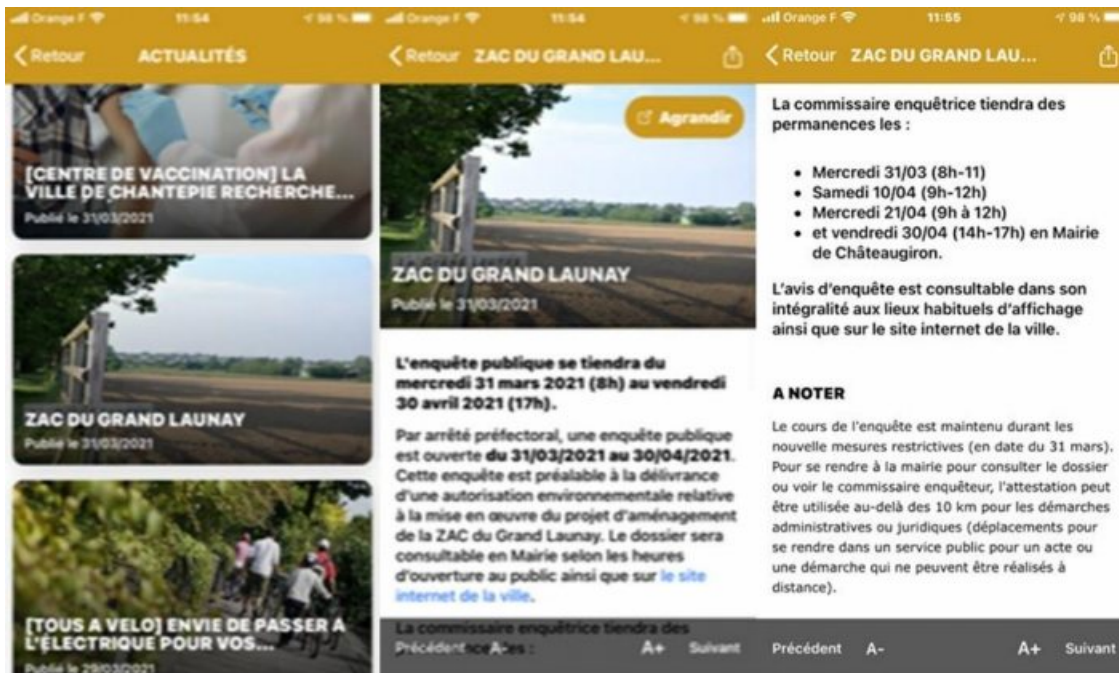 Orange F 11:54 98 %
Retour ACTUALITÉS
[CENTRE DE VACCINATION] LA
VILLE DE CHANTEPIE RECHERCHE...
Publié le 31/03/2021
ZAC DU GRAND LAUNAY
Publié le 31/03/2021
[TOUS A VELO] ENVIE DE PASSER A
L'ÉLECTRIQUE POUR VOS...
Publié le 29/03/2021
Orange F 11:54 98 %
Retour ZAC DU GRAND LAU...
Agrandir
ZAC DU GRAND LAUNAY
Publié le 31/03/2021
L'enquête publique se tiendra du
mercredi 31 mars 2021 (8h) au vendredi
30 avril 2021 (17h).
Par arrêté préfectoral, une enquête publique
est ouverte du 31/03/2021 au 30/04/2021.
Cette enquête est préalable à la délivrance
d'une autorisation environnementale relative
à la mise en œuvre du projet d'aménagement
de la ZAC du Grand Launay. Le dossier sera
consultable en Mairie selon les heures
d'ouverture au public ainsi que sur le site
internet de la ville.
La commissaire enquêtrice tiendra des
Précédent A- A+ Suivant
Orange F 11:55 98 %
Retour ZAC DU GRAND LAU...
La commissaire enquêtrice tiendra des
permanences les :
• Mercredi 31/03 (8h-11)
• Samedi 10/04 (9h-12h)
• Mercredi 21/04 (9h à 12h)
• et vendredi 30/04 (14h-17h) en Mairie
de Châteaugiron.
L'avis d'enquête est consultable dans son
intégralité aux lieux habituels d'affichage
ainsi que sur le site internet de la ville.
A NOTER
Le cours de l'enquête est maintenu durant les
nouvelle mesures restrictives (en date du 31 mars).
Pour se rendre à la mairie pour consulter le dossier
ou voir le commissaire enquêteur, l'attestation peut
être utilisée au-delà des 10 km pour les démarches
administratives ou juridiques (déplacements pour
se rendre dans un service public pour un acte ou
une démarche qui ne peuvent être réalisés à
distance).
Précédent A- A+ Suivant